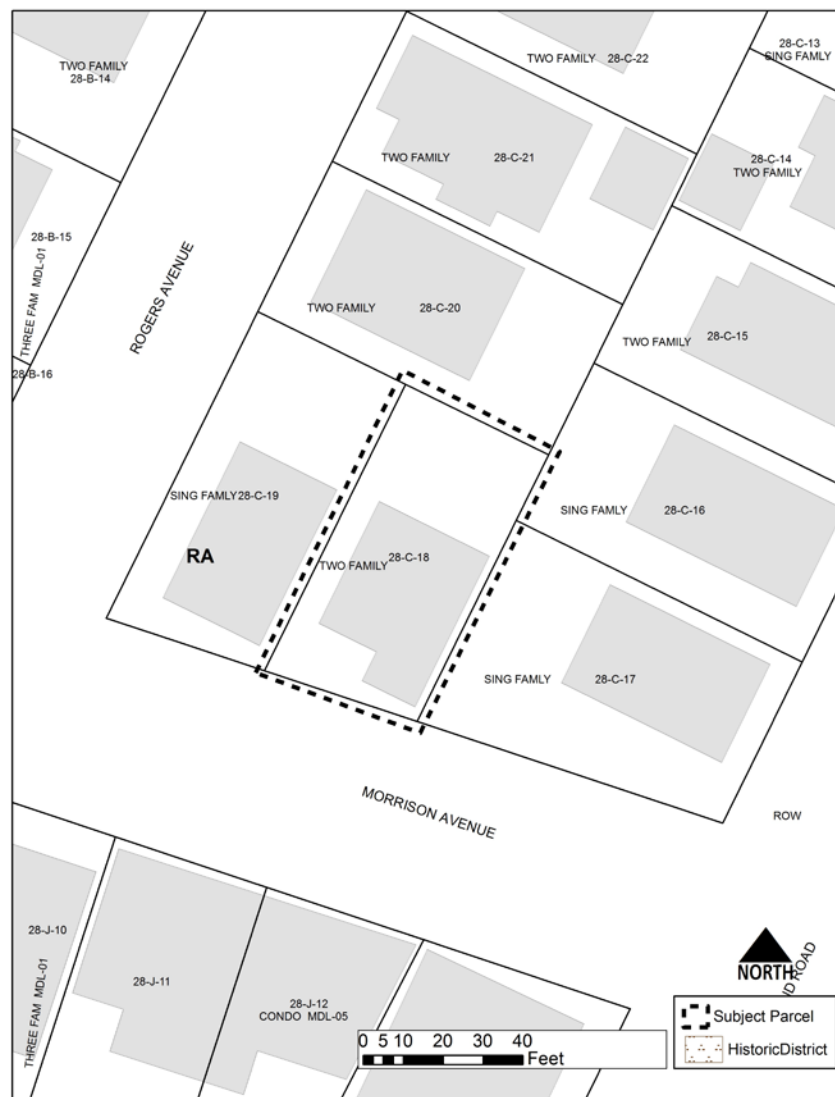 28-C-13
SING FAMLY
TWO FAMILY 28-C-22
TWO FAMILY
28-B-14
TWO FAMILY 28-C-21
28-C-14
TWO FAMILY
28-B-15
THREE FAM MDL-01
ROGERS AVENUE
TWO FAMILY 28-C-20
28-C-15
TWO FAMILY
28-B-16
SING FAMLY 28-C-19
SING FAMLY 28-C-16
RA
TWO FAMILY 28-C-18
SING FAMLY 28-C-17
MORRISON AVENUE
ROW
28-J-10
THREE FAM MDL-01
28-J-11
28-J-12
CONDO MDL-05
NORTH
ROAD
0 5 10 20 30 40
Feet
Subject Parcel
HistoricDistrict